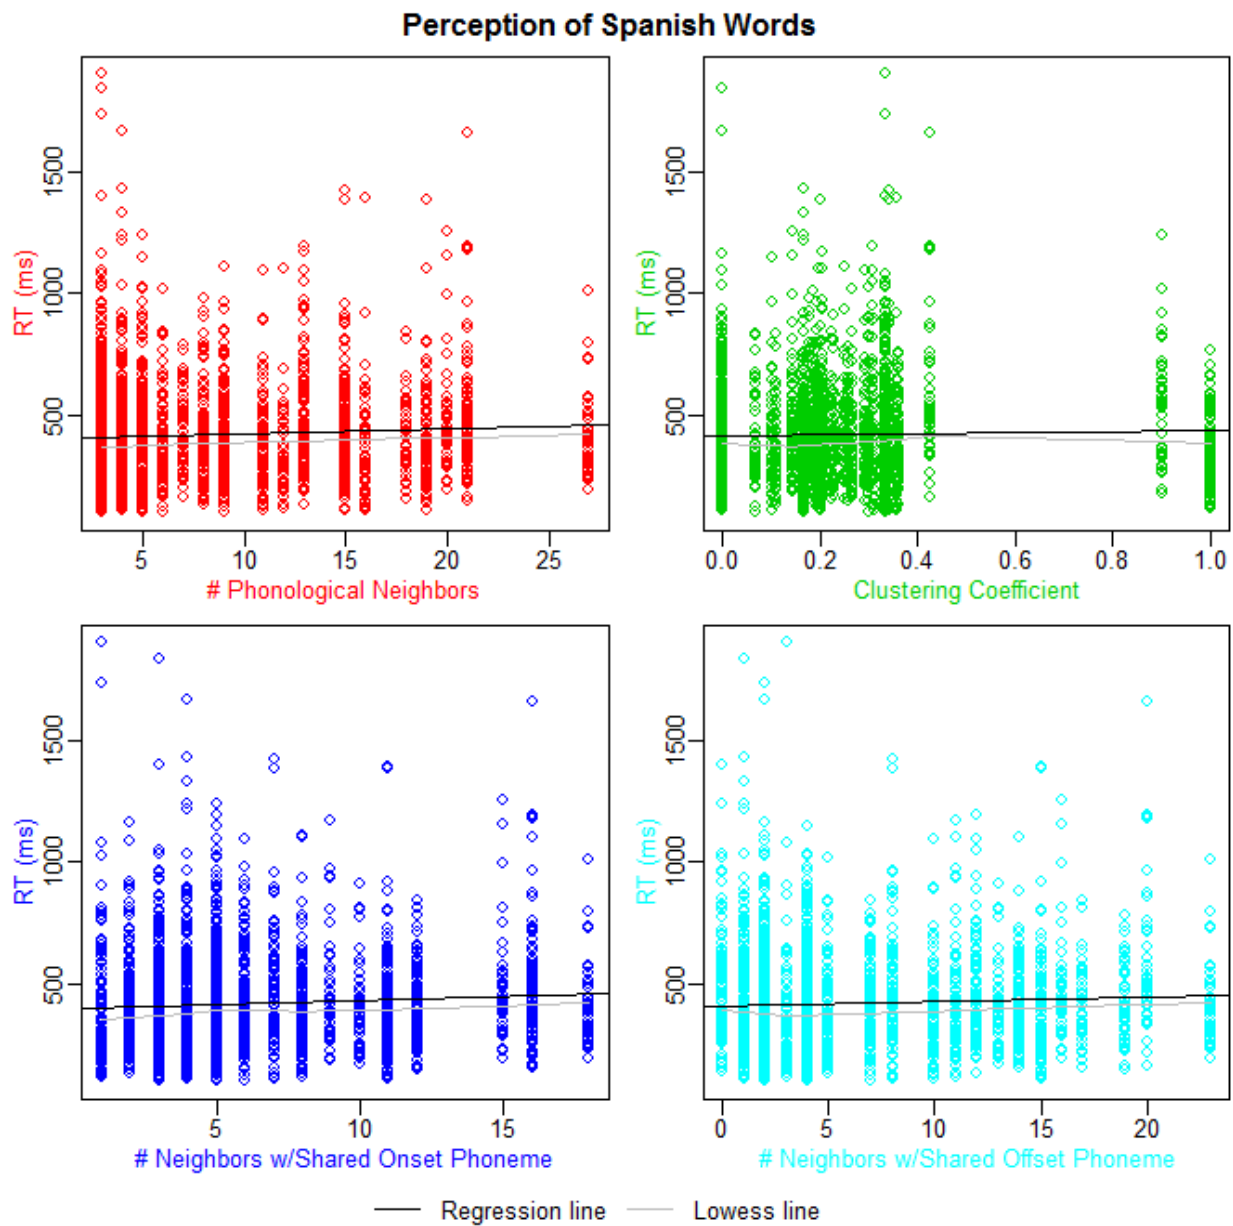 Perception of Spanish Words
RT (ms)
500 1000 1500
5 10 15 20 25
# Phonological Neighbors
RT (ms)
500 1000 1500
0.0 0.2 0.4 0.6 0.8 1.0
Clustering Coefficient
RT (ms)
500 1000 1500
5 10 15
# Neighbors w/Shared Onset Phoneme
RT (ms)
500 1000 1500
0 5 10 15 20
# Neighbors w/Shared Offset Phoneme
Regression line Lowess line